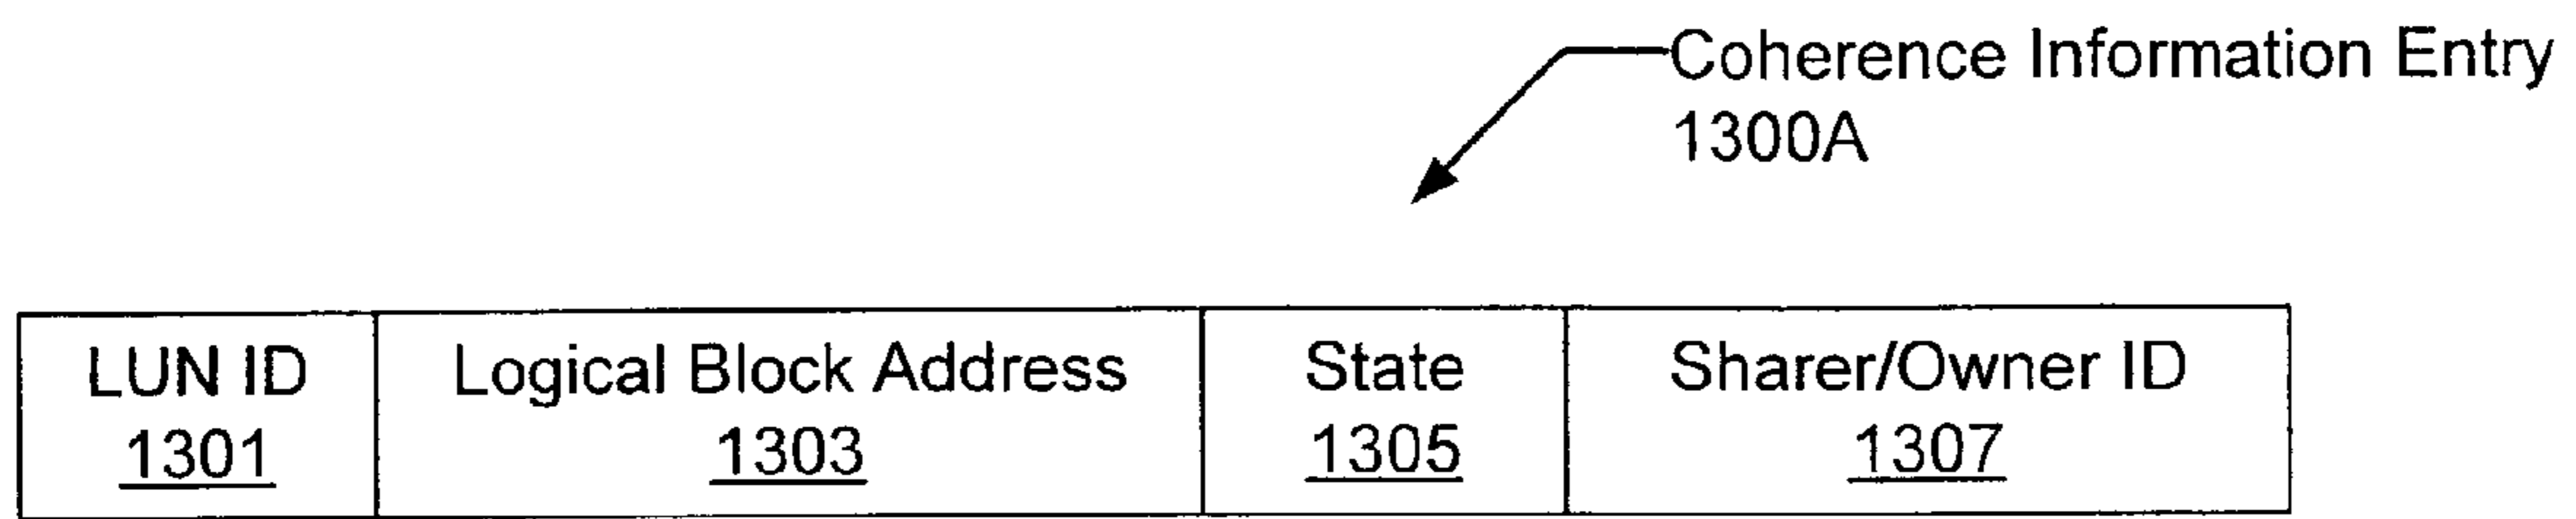 Coherence Information Entry
1300A
LUN ID
1301
Logical Block Address
1303
State
1305
Sharer/Owner ID
1307